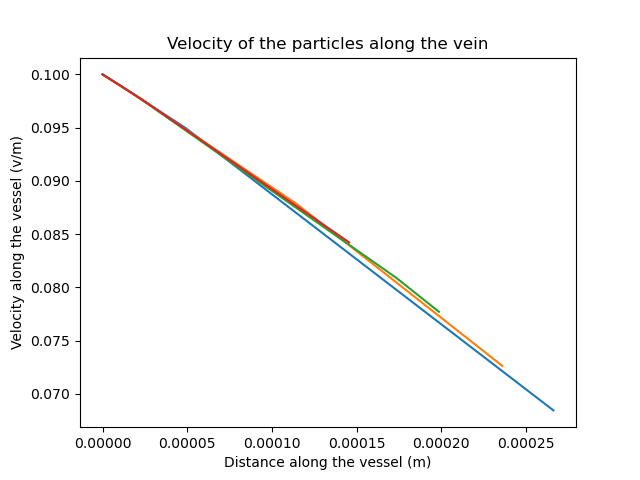 Velocity of the particles along the vein
0.100
0.095
0.090
0.085
0.080
0.075
0.070
Velocity along the vessel (v/m)
0.00000 0.00005 0.00010 0.00015 0.00020 0.00025
Distance along the vessel (m)